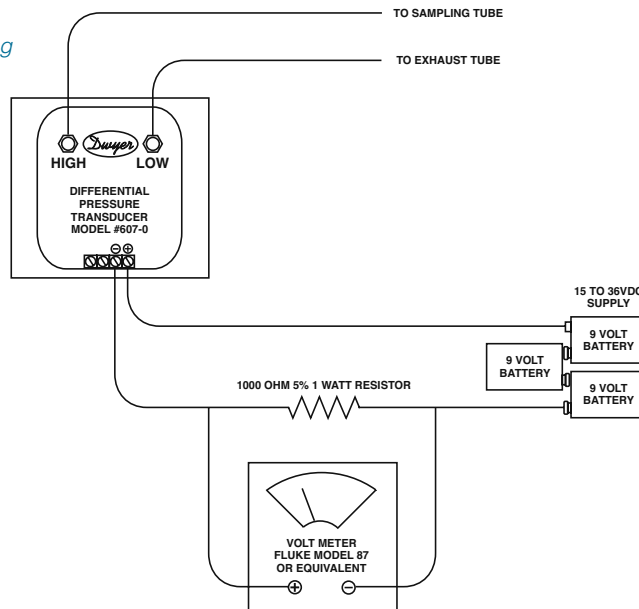 g
TO SAMPLING TUBE
TO EXHAUST TUBE
Dwyer
HIGH
LOW
DIFFERENTIAL
PRESSURE
TRANSDUCER
MODEL #607-0
⊖ ⊕
15 TO 36VDC
SUPPLY
9 VOLT
BATTERY
9 VOLT
BATTERY
9 VOLT
BATTERY
1000 OHM 5% 1 WATT RESISTOR
VOLT METER
FLUKE MODEL 87
OR EQUIVALENT
⊕ ⊖